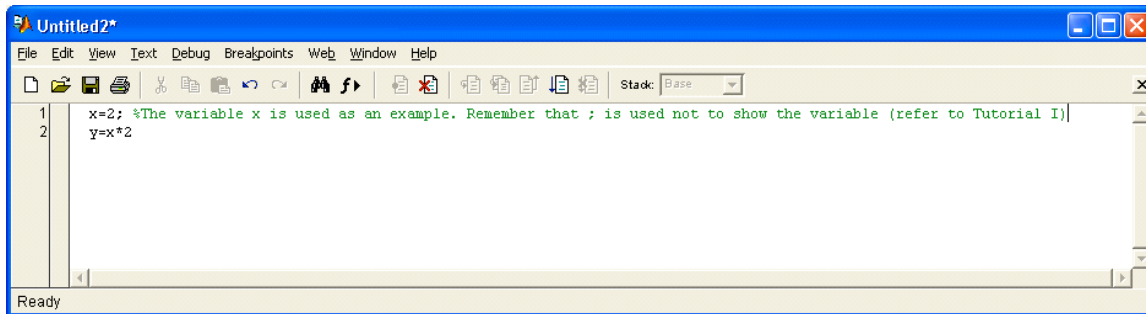 Untitled2*
File Edit View Text Debug Breakpoints Web Window Help
Stack: Base
1 x=2; %The variable x is used as an example. Remember that ; is used not to show the variable (refer to Tutorial I)
2 y=x*2
Ready